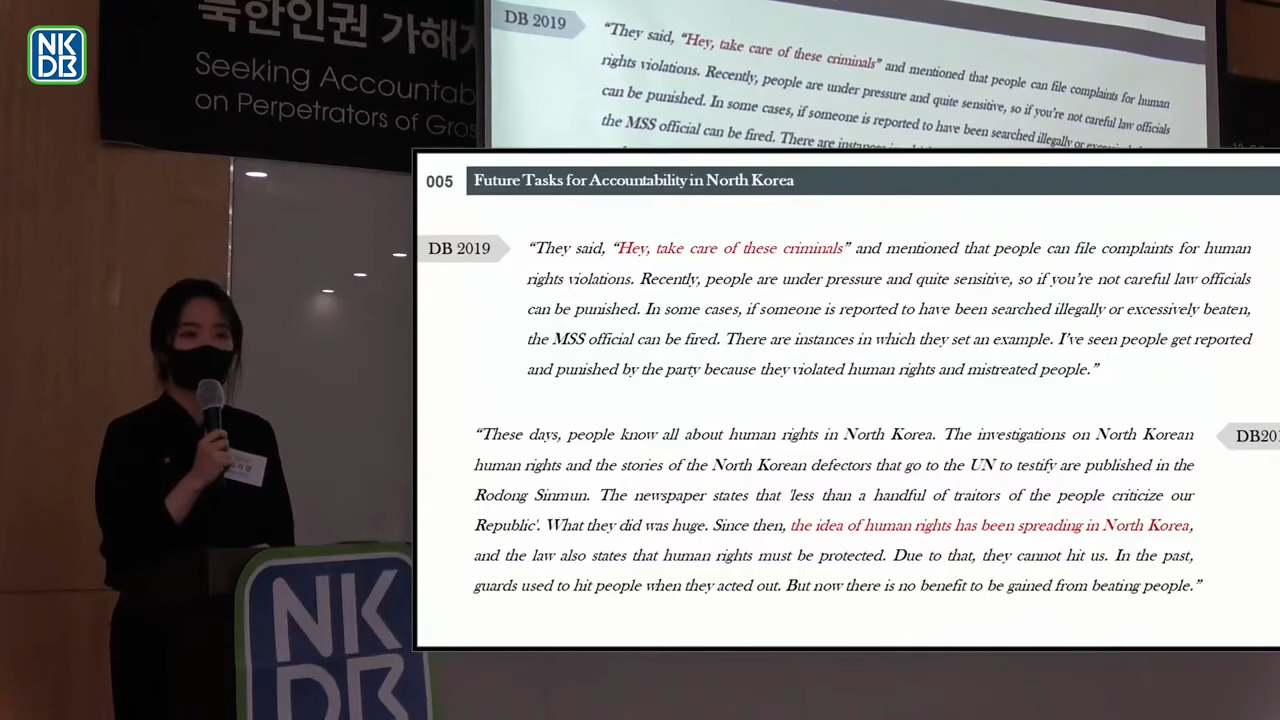 NK
DB
북한인권 가해자
Seeking Accountab
on Perpetrators of Gros
DB 2019
“They said, “Hey, take care of these criminals” and mentioned that people can file complaints for human
rights violations. Recently, people are under pressure and quite sensitive, so if you're not careful law officials
can be punished. In some cases, if someone is reported to have been searched illegally or excessively beaten,
the MSS official can be fired. There are
005
Future Tasks for Accountability in North Korea
DB 2019
“They said, “Hey, take care of these criminals” and mentioned that people can file complaints for human
rights violations. Recently, people are under pressure and quite sensitive, so if you're not careful law officials
can be punished. In some cases, if someone is reported to have been searched illegally or excessively beaten,
the MSS official can be fired. There are instances in which they set an example. I've seen people get reported
and punished by the party because they violated human rights and mistreated people.”
“These days, people know all about human rights in North Korea. The investigations on North Korean
human rights and the stories of the North Korean defectors that go to the UN to testify are published in the
Rodong Sinmun. The newspaper states that 'less than a handful of traitors of the people criticize our
Republic'. What they did was huge. Since then, the idea of human rights has been spreading in North Korea,
and the law also states that human rights must be protected. Due to that, they cannot hit us. In the past,
guards used to hit people when they acted out. But now there is no benefit to be gained from beating people.”
DB201
NK
DB